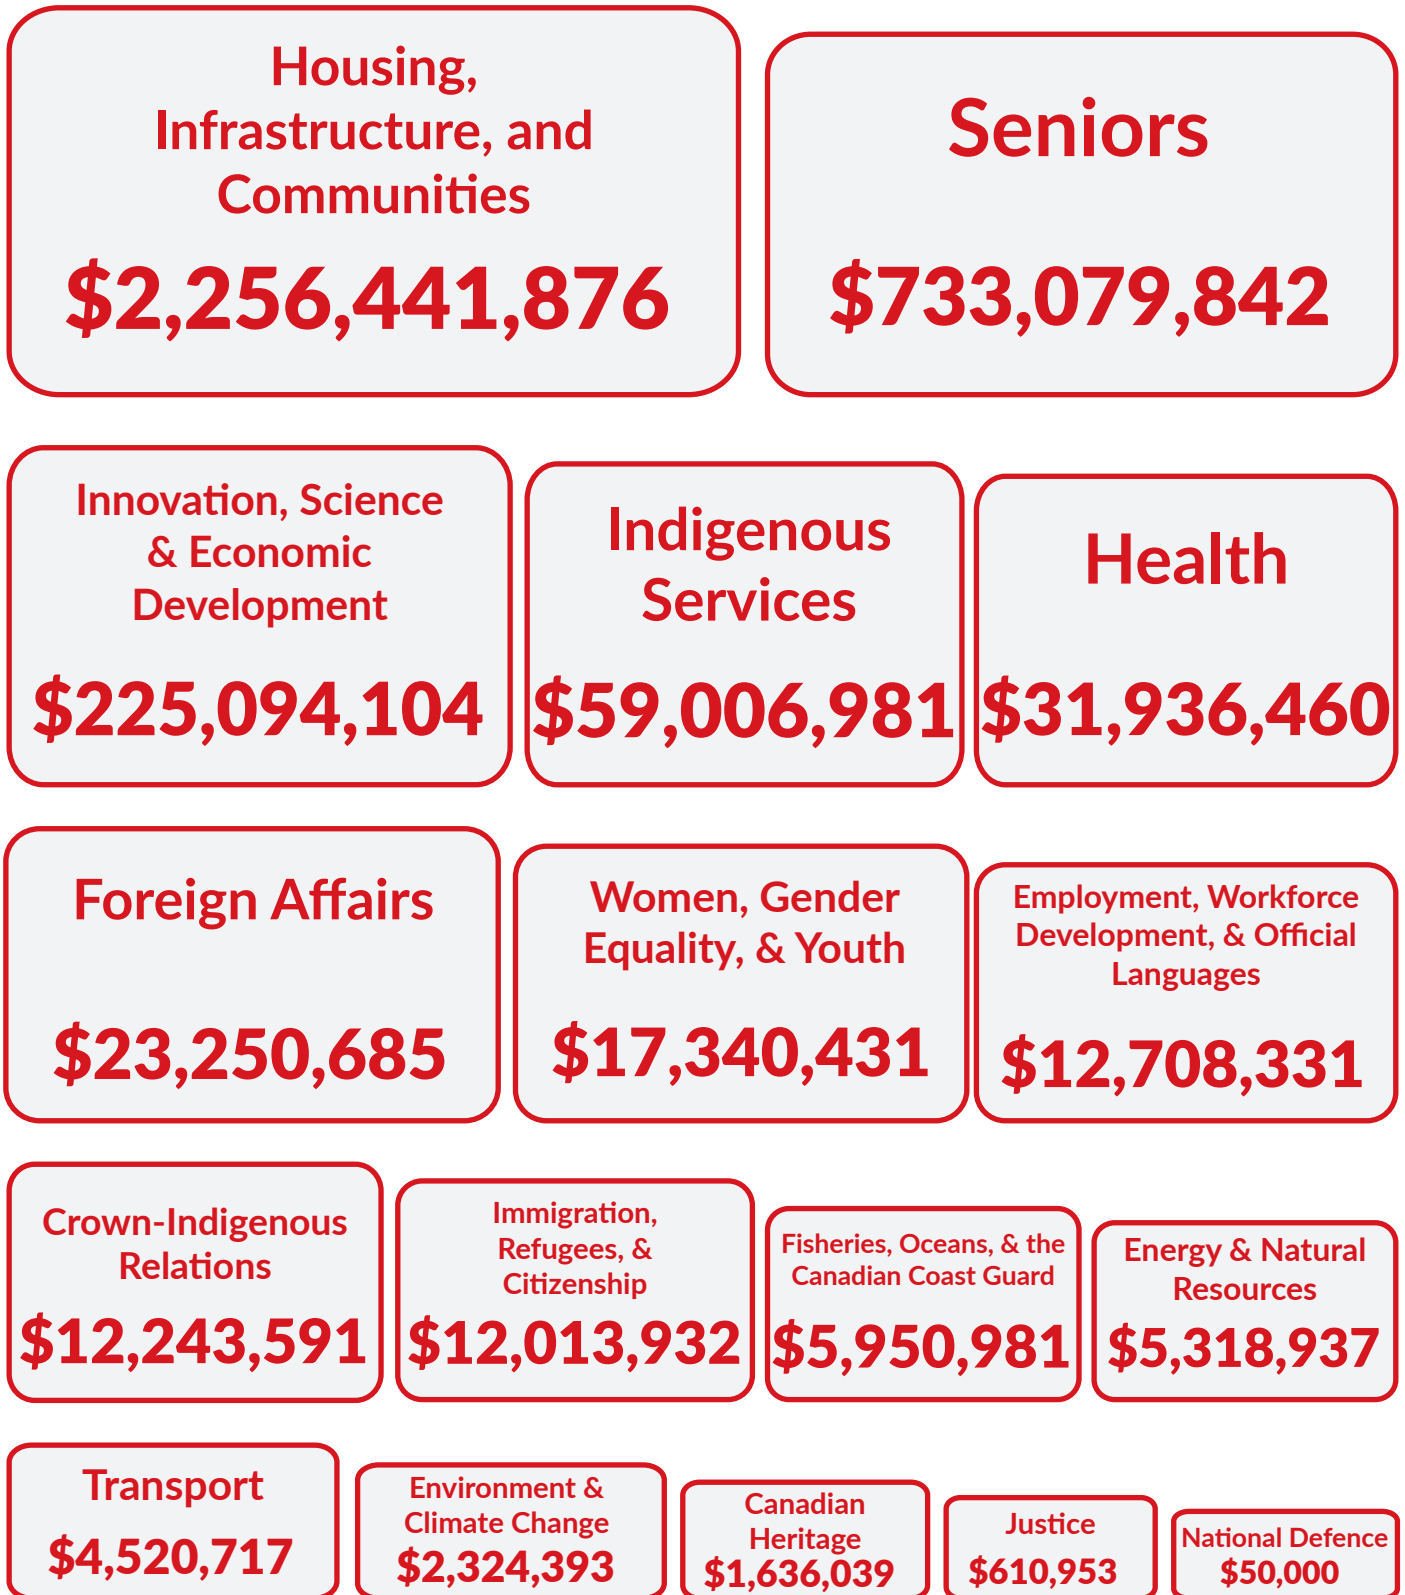 Housing,
Infrastructure, and
Communities
$2,256,441,876
Seniors
$733,079,842
Innovation, Science
& Economic
Development
$225,094,104
Indigenous
Services
$59,006,981
Health
$31,936,460
Foreign Affairs
$23,250,685
Women, Gender
Equality, & Youth
$17,340,431
Employment, Workforce
Development, & Official
Languages
$12,708,331
Crown-Indigenous
Relations
$12,243,591
Immigration,
Refugees, &
Citizenship
$12,013,932
Fisheries, Oceans, & the
Canadian Coast Guard
$5,950,981
Energy & Natural
Resources
$5,318,937
Transport
$4,520,717
Environment &
Climate Change
$2,324,393
Canadian
Heritage
$1,636,039
Justice
$610,953
National Defence
$50,000